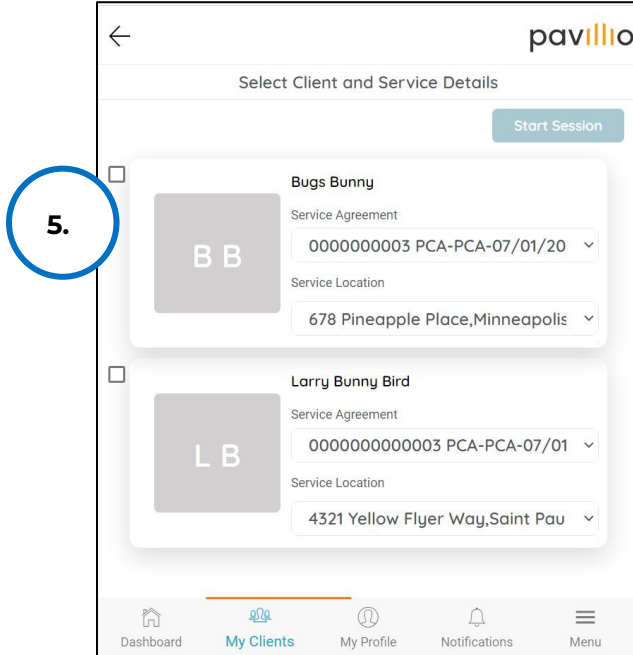 pavillio
Select Client and Service Details
Start Session
5.
B B
Bugs Bunny
Service Agreement
0000000003 PCA-PCA-07/01/20
Service Location
678 Pineapple Place,Minneapolis
L B
Larry Bunny Bird
Service Agreement
0000000000003 PCA-PCA-07/01
Service Location
4321 Yellow Flyer Way,Saint Pau
Dashboard My Clients My Profile Notifications Menu